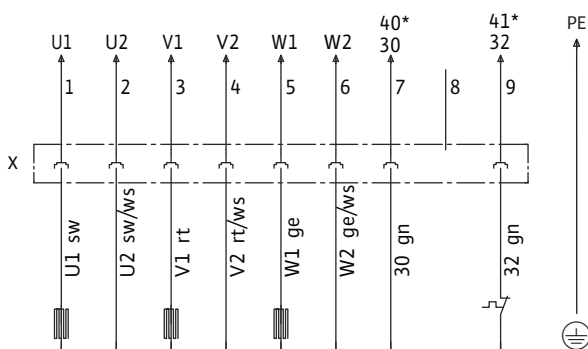 U1 U2 V1 V2 W1 W2 40* 41* PE
30 32
1 2 3 4 5 6 7 8 9
X
U1 sw
U2 sw/ws
V1 rt
V2 rt/ws
W1 ge
W2 ge/ws
30 gn
32 gn